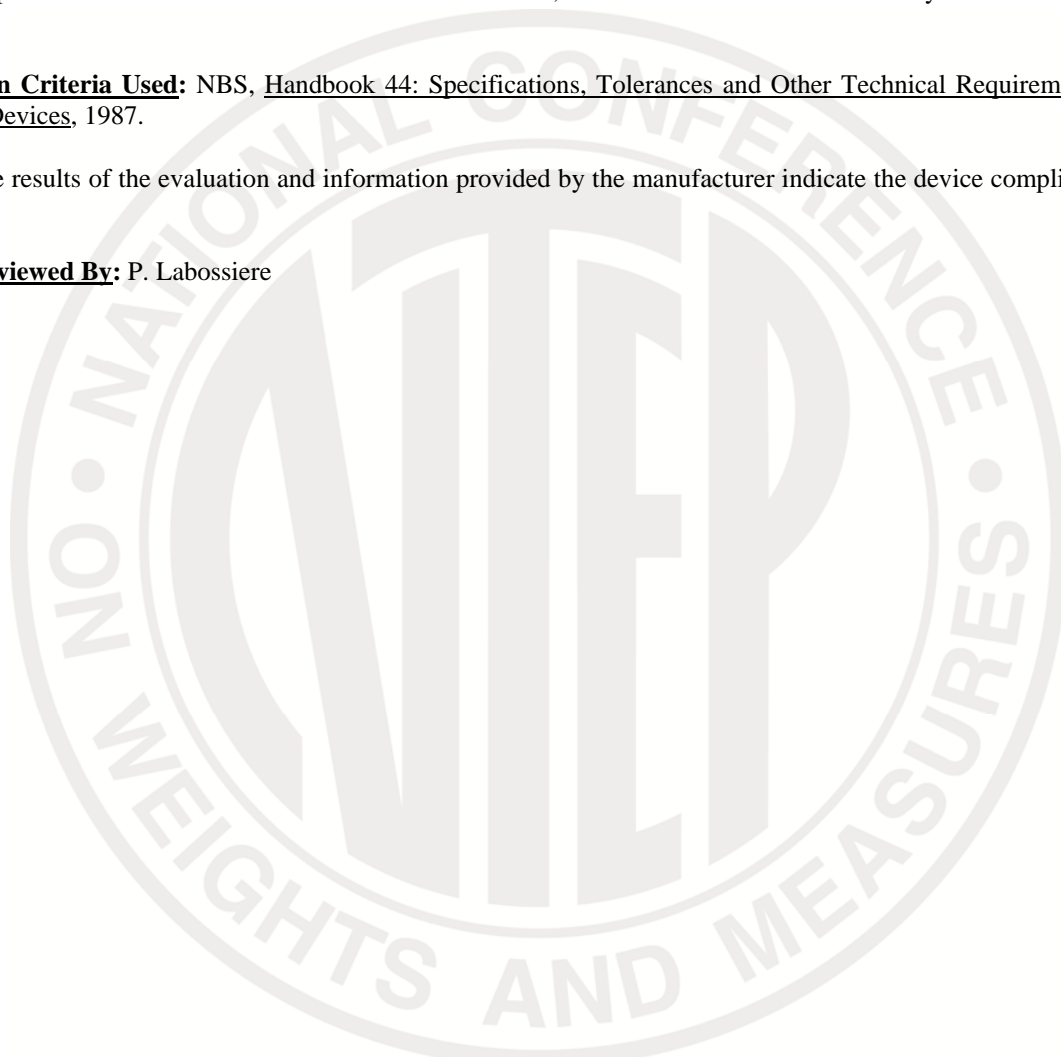 n Criteria Used: NBS, Handbook 44: Specifications, Tolerances and Other Technical Requirem
Devices, 1987.
e results of the evaluation and information provided by the manufacturer indicate the device compli
viewed By: P. Labossiere
NATIONAL CONFERENCE
ON WEIGHTS AND MEASURES
NTEP